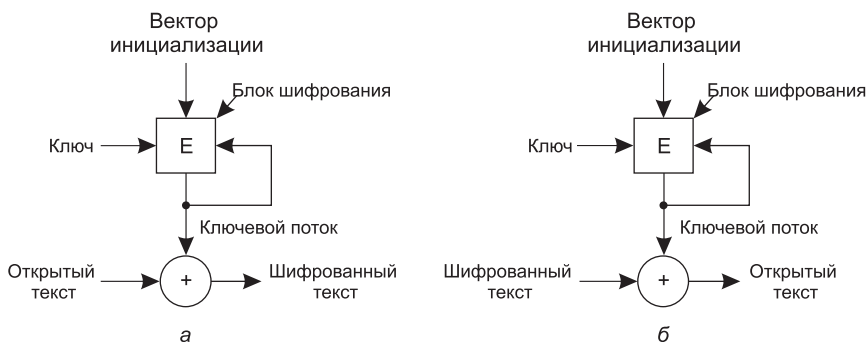 Вектор
инициализации
Блок шифрования
Ключ
E
Ключевой поток
Открытый
текст
+
Шифрованный
текст
а
Вектор
инициализации
Блок шифрования
Ключ
E
Ключевой поток
Шифрованный
текст
+
Открытый
текст
б